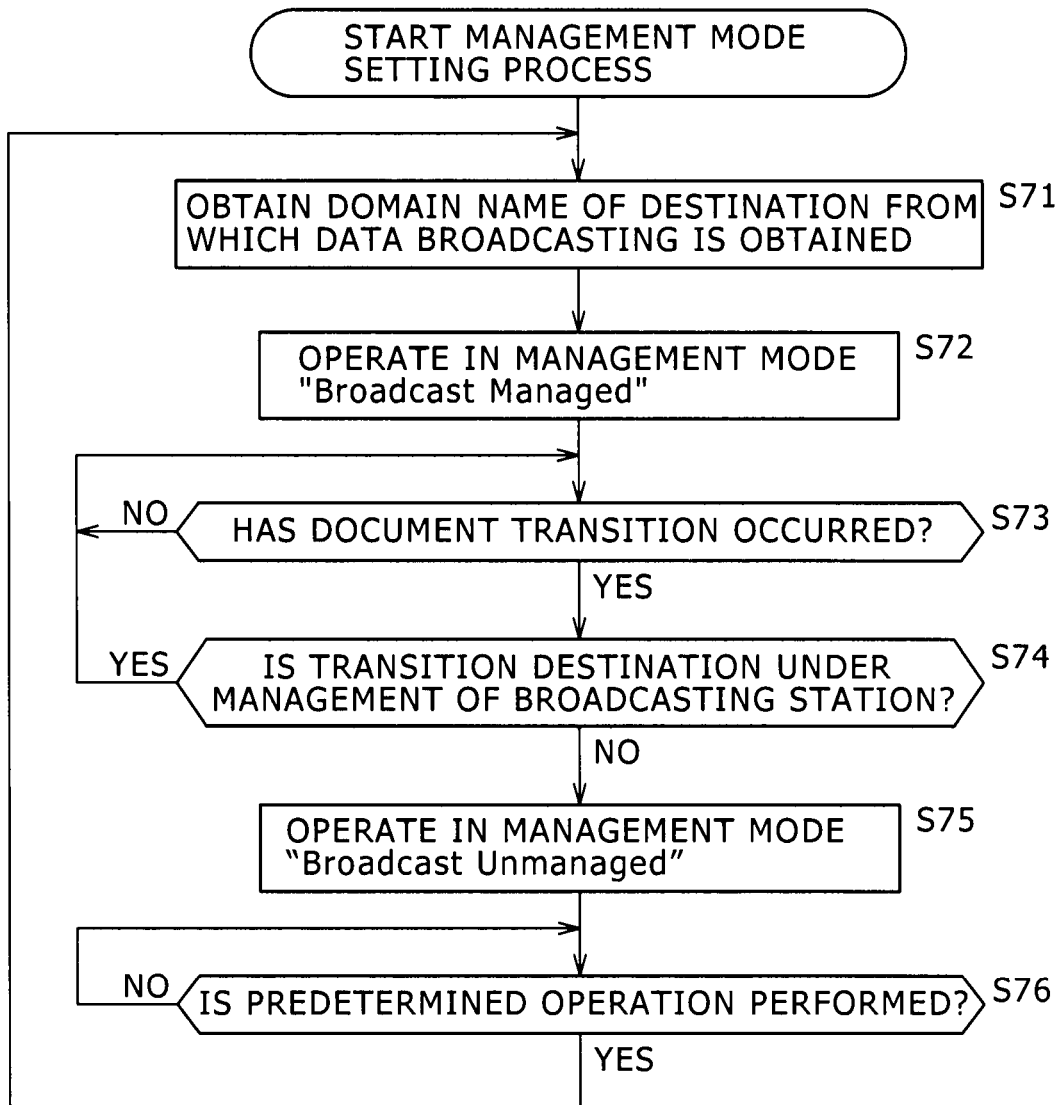 START MANAGEMENT MODE
SETTING PROCESS
OBTAIN DOMAIN NAME OF DESTINATION FROM
WHICH DATA BROADCASTING IS OBTAINED
S71
OPERATE IN MANAGEMENT MODE
"Broadcast Managed"
S72
NO
HAS DOCUMENT TRANSITION OCCURRED?
S73
YES
YES
IS TRANSITION DESTINATION UNDER
MANAGEMENT OF BROADCASTING STATION?
S74
NO
OPERATE IN MANAGEMENT MODE
“Broadcast Unmanaged”
S75
NO
IS PREDETERMINED OPERATION PERFORMED?
S76
YES